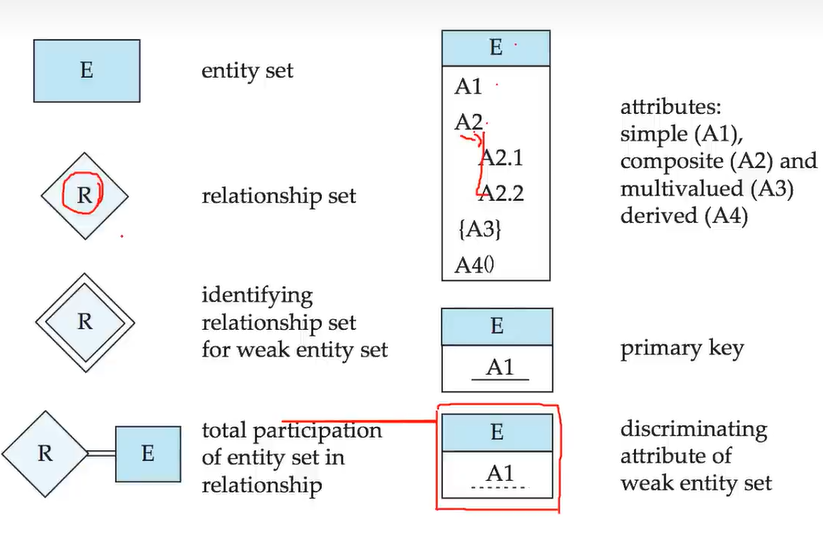 E
entity set
R
relationship set
R
identifying
relationship set
for weak entity set
R
E
total participation
of entity set in
relationship
E
A1
A2
A2.1
A2.2
{A3}
A4()
attributes:
simple (A1),
composite (A2) and
multivalued (A3)
derived (A4)
E
A1
primary key
E
A1
discriminating
attribute of
weak entity set